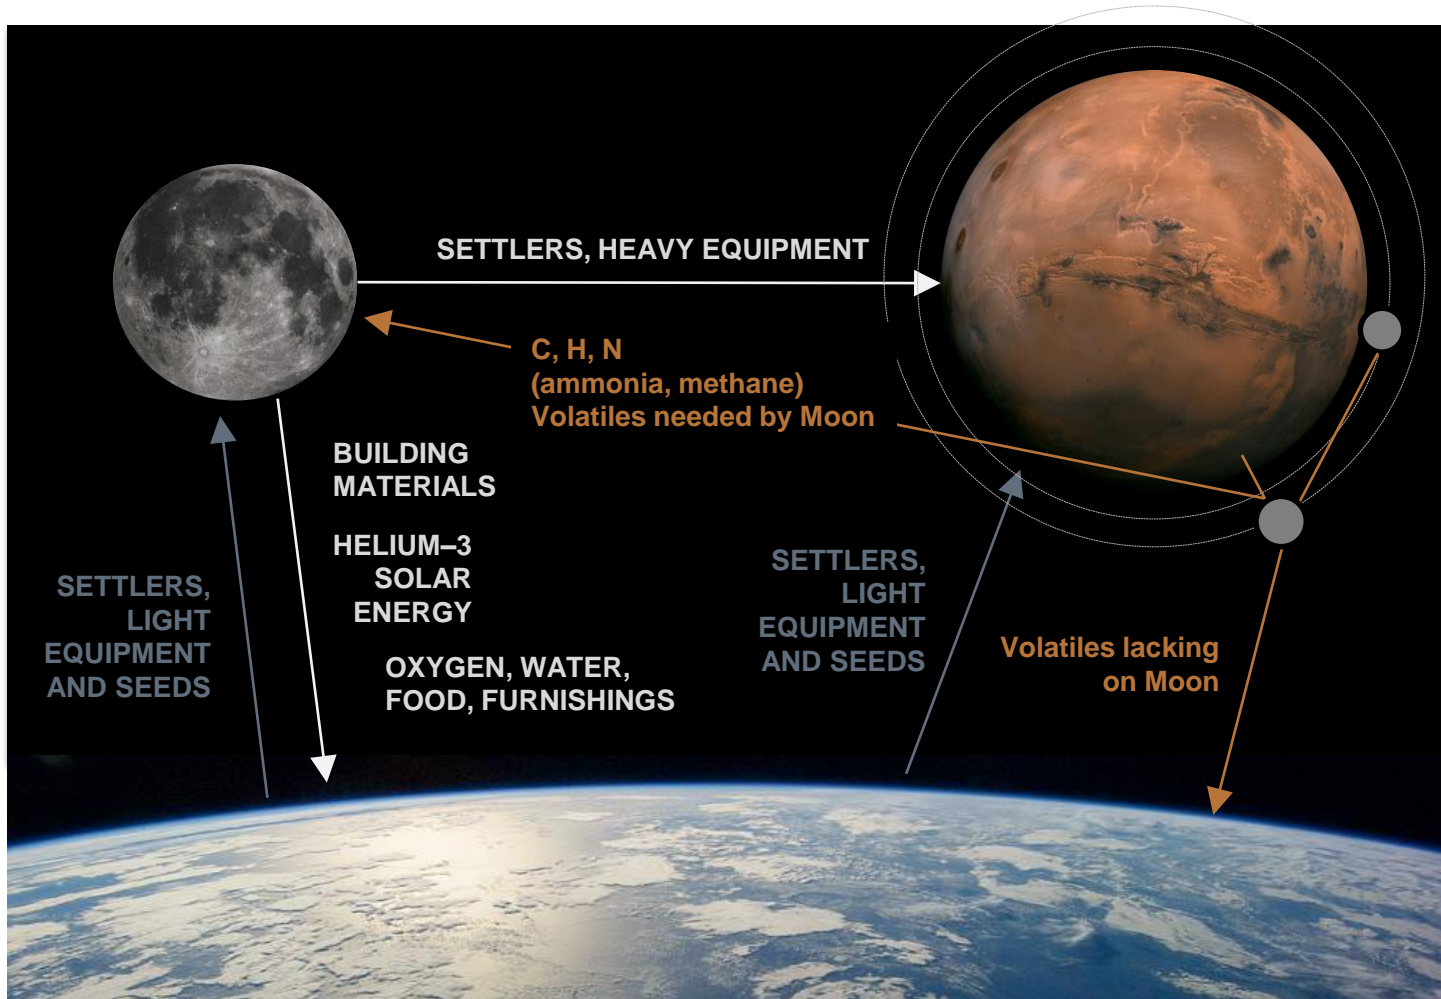 SETTLERS, HEAVY EQUIPMENT
C, H, N
(ammonia, methane)
Volatiles needed by Moon
BUILDING
MATERIALS
HELIUM–3
SOLAR
ENERGY
OXYGEN, WATER,
FOOD, FURNISHINGS
SETTLERS,
LIGHT
EQUIPMENT
AND SEEDS
SETTLERS,
LIGHT
EQUIPMENT
AND SEEDS
Volatiles lacking
on Moon